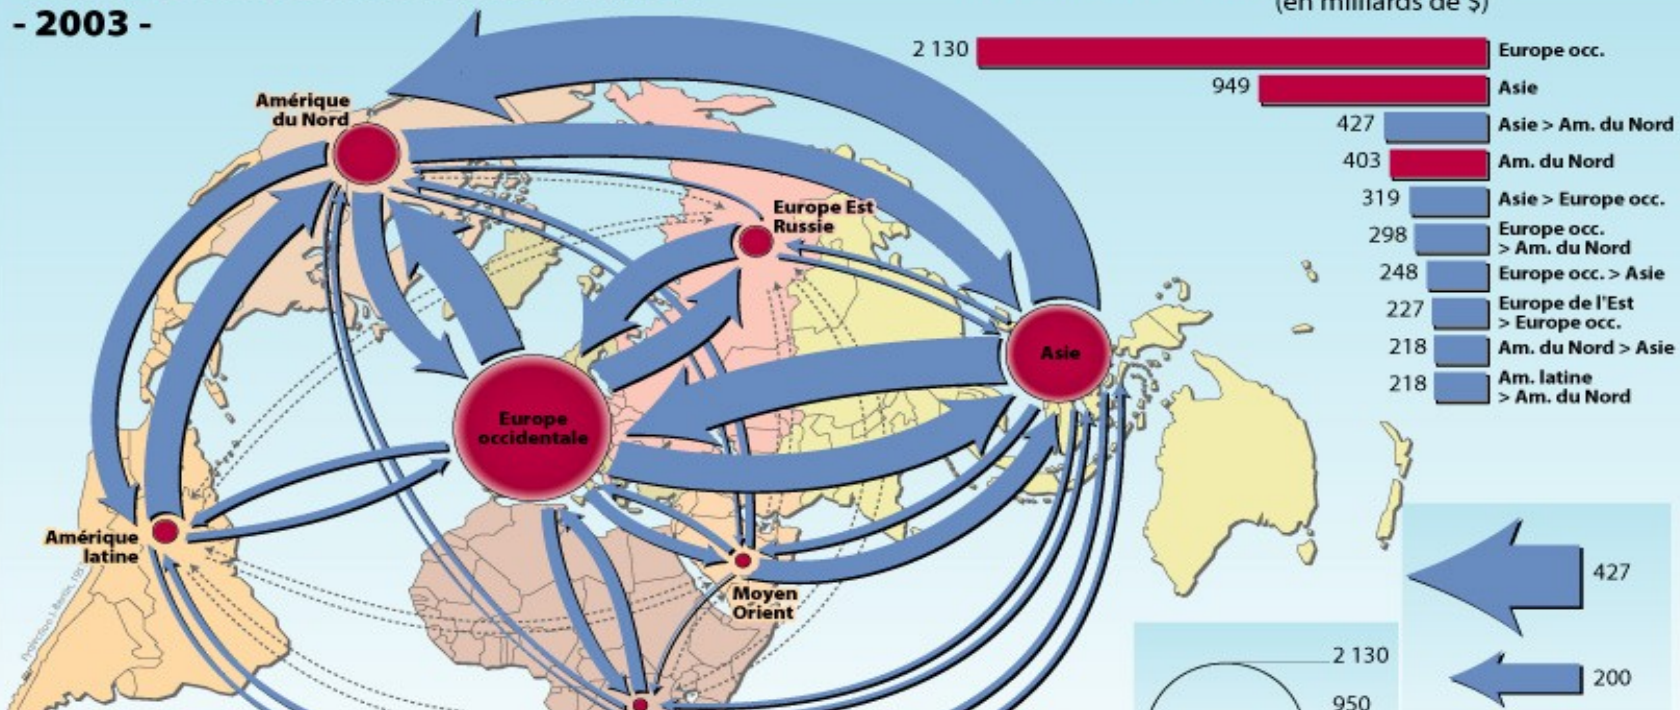 - 2003 -
(en milliards de $)
2 130 Europe occ.
949 Asie
427 Asie > Am. du Nord
403 Am. du Nord
319 Asie > Europe occ.
298 Europe occ.
> Am. du Nord
248 Europe occ. > Asie
227 Europe de l'Est
> Europe occ.
218 Am. du Nord > Asie
218 Am. latine
> Am. du Nord
Amérique
du Nord
Europe Est
Russie
Asie
Europe
occidentale
Amérique
latine
Moyen
Orient
427
200
2 130
950